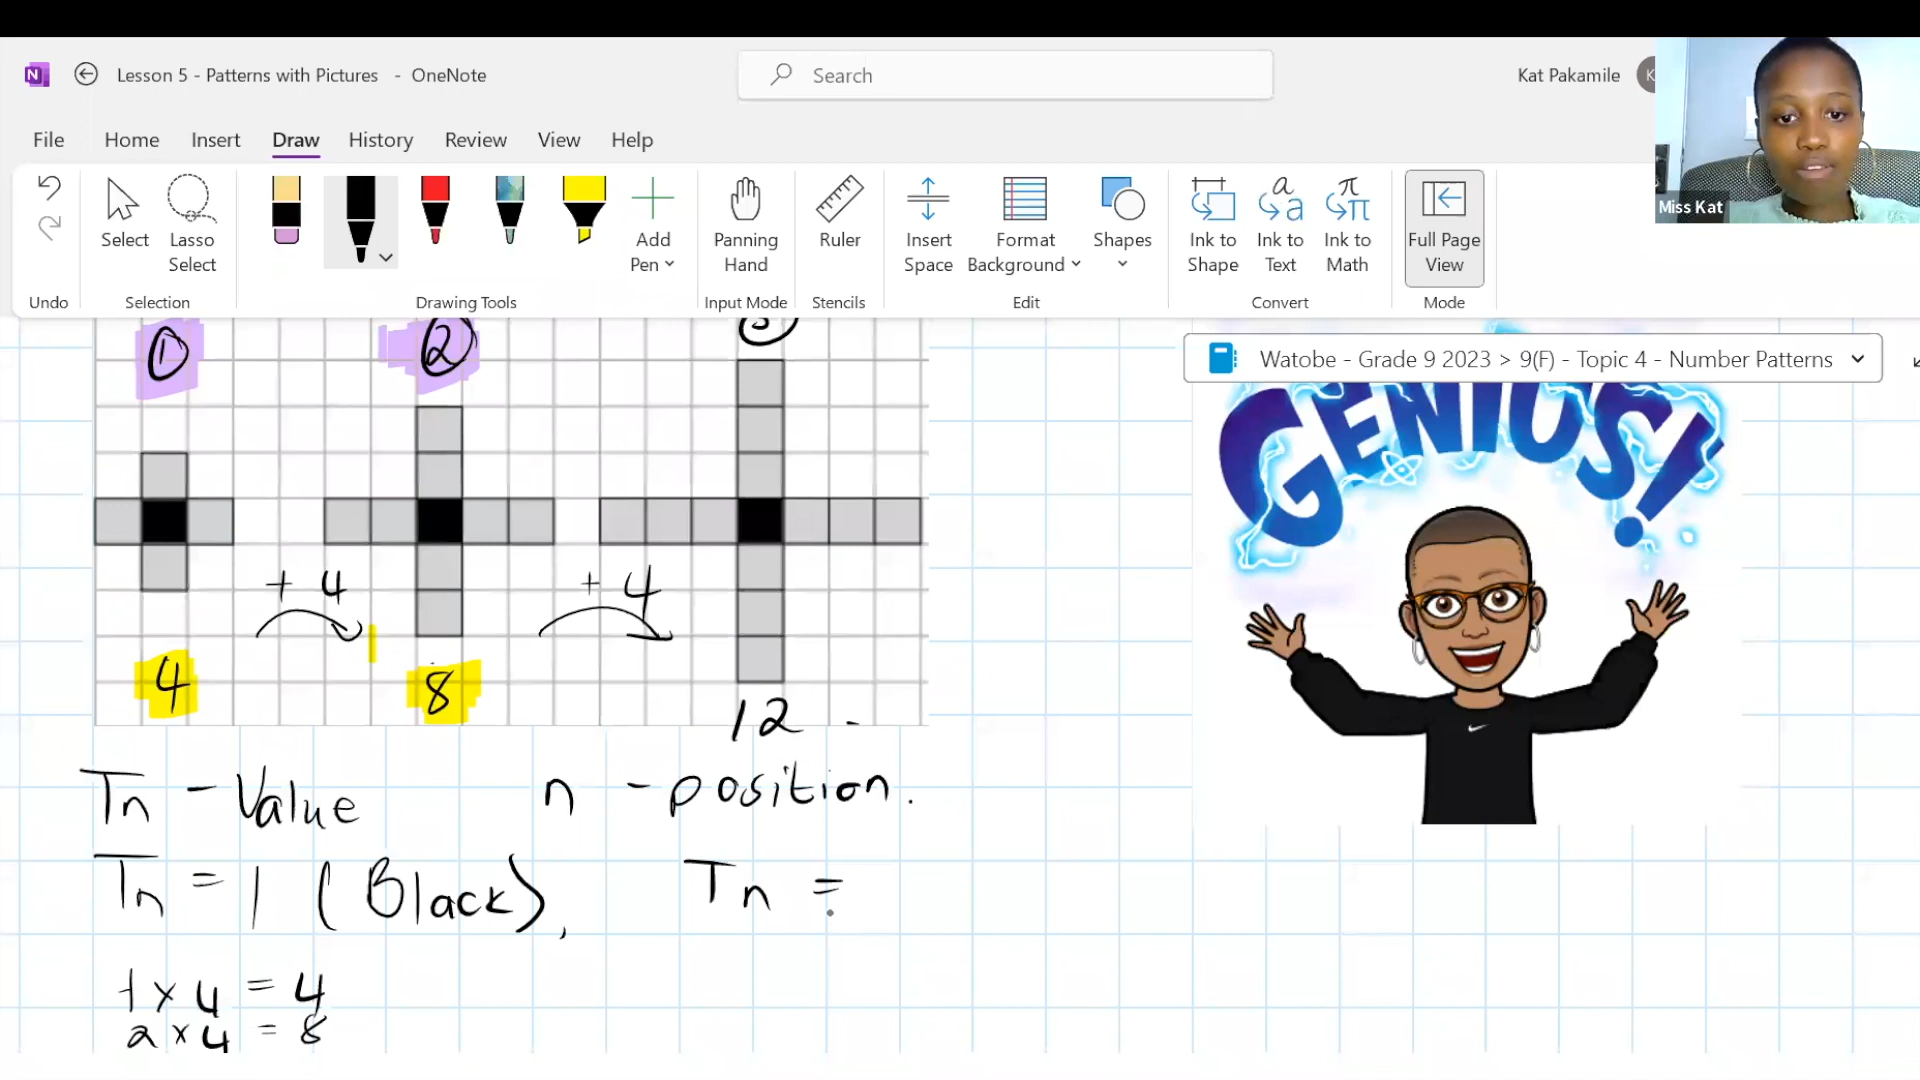 Lesson 5 - Patterns with Pictures - OneNote
Search
Kat Pakamile
K
File Home Insert Draw History Review View Help
Select
Lasso Select
Add Pen
Panning Hand
Ruler
Insert Space
Format Background
Shapes
Ink to Shape
Ink to Text
Ink to Math
Full Page View
Miss Kat
Undo Selection Drawing Tools Input Mode Stencils Edit Convert Mode
Watobe - Grade 9 2023 > 9(F) - Topic 4 - Number Patterns
GENIUS!
1 2 3
+ 4 + 4
4 8 12
Tn - Value n - position.
Tn = 1 (Black), Tn =
1 x 4 = 4
2 x 4 = 8